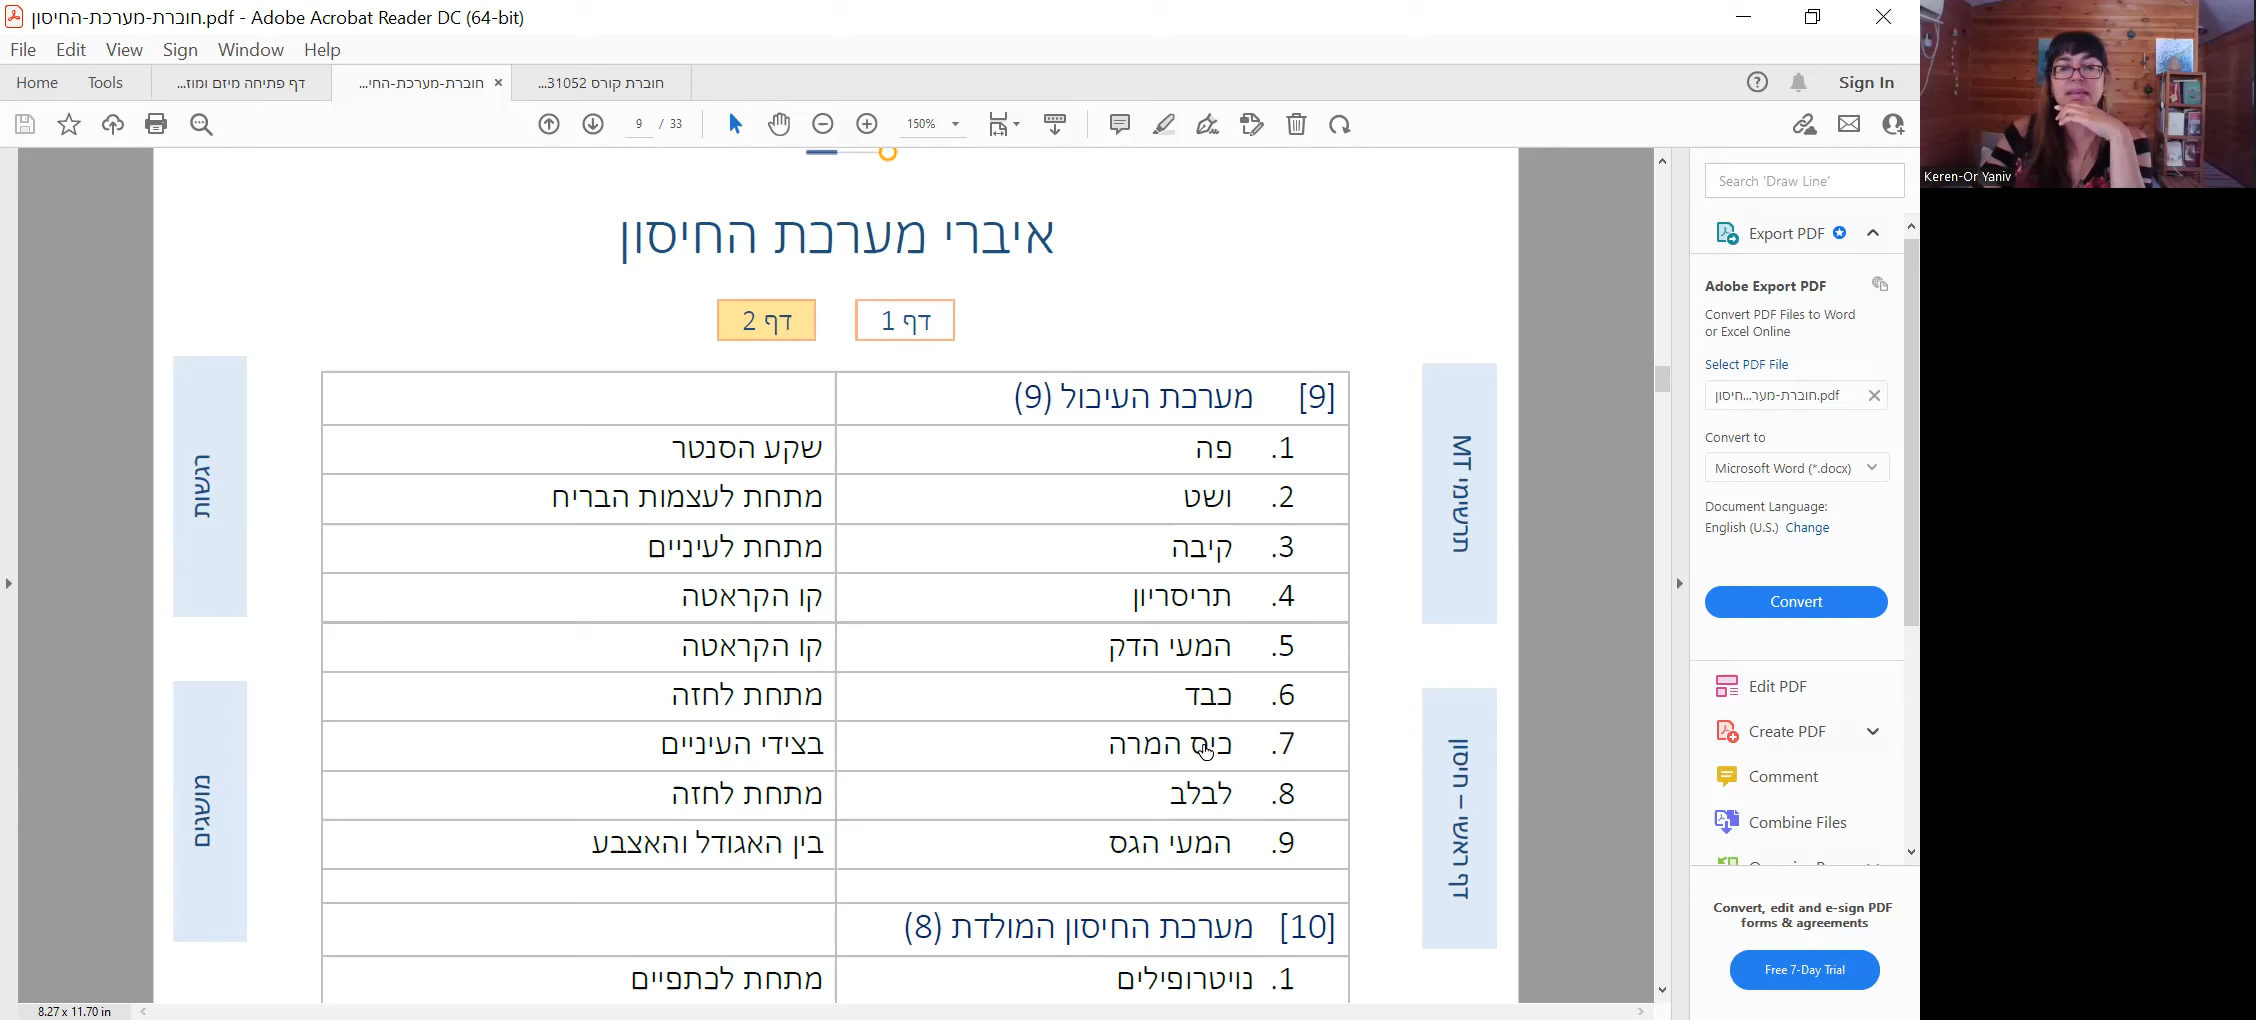 חוברת-מערכת-החיסון.pdf - Adobe Acrobat Reader DC (64-bit)
File Edit View Sign Window Help
Home Tools דף פתיחה מיזם ומוז... חוברת-מערכת-החי... × חוברת קורס 31052... Sign In
9 / 33 150%
Keren-Or Yaniv
איברי מערכת החיסון
דף 1 דף 2
[9] מערכת העיכול (9)
1. פה שקע הסנטר
2. ושט מתחת לעצמות הבריח
3. קיבה מתחת לעיניים
4. תריסריון קו הקראטה
5. המעי הדק קו הקראטה
6. כבד מתחת לחזה
7. כיס המרה בצידי העיניים
8. לבלב מתחת לחזה
9. המעי הגס בין האגודל והאצבע
[10] מערכת החיסון המולדת (8)
1. נויטרופילים מתחת לכתפיים
תרשימי MT
דף ראשי – חיסון
רגשות
מושגים
Search 'Draw Line'
Export PDF
Adobe Export PDF
Convert PDF Files to Word
or Excel Online
Select PDF File
חוברת-מער...חיסון.pdf
Convert to
Microsoft Word (*.docx)
Document Language:
English (U.S.) Change
Convert
Edit PDF
Create PDF
Comment
Combine Files
Convert, edit and e-sign PDF
forms & agreements
Free 7-Day Trial
8.27 x 11.70 in